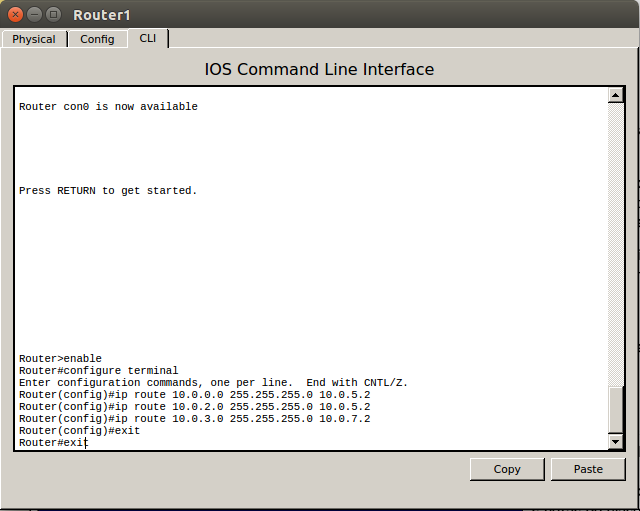 Router1
Physical Config CLI
IOS Command Line Interface
Router con0 is now available
Press RETURN to get started.
Router>enable
Router#configure terminal
Enter configuration commands, one per line.  End with CNTL/Z.
Router(config)#ip route 10.0.0.0 255.255.255.0 10.0.5.2
Router(config)#ip route 10.0.2.0 255.255.255.0 10.0.5.2
Router(config)#ip route 10.0.3.0 255.255.255.0 10.0.7.2
Router(config)#exit
Router#exit
Copy Paste